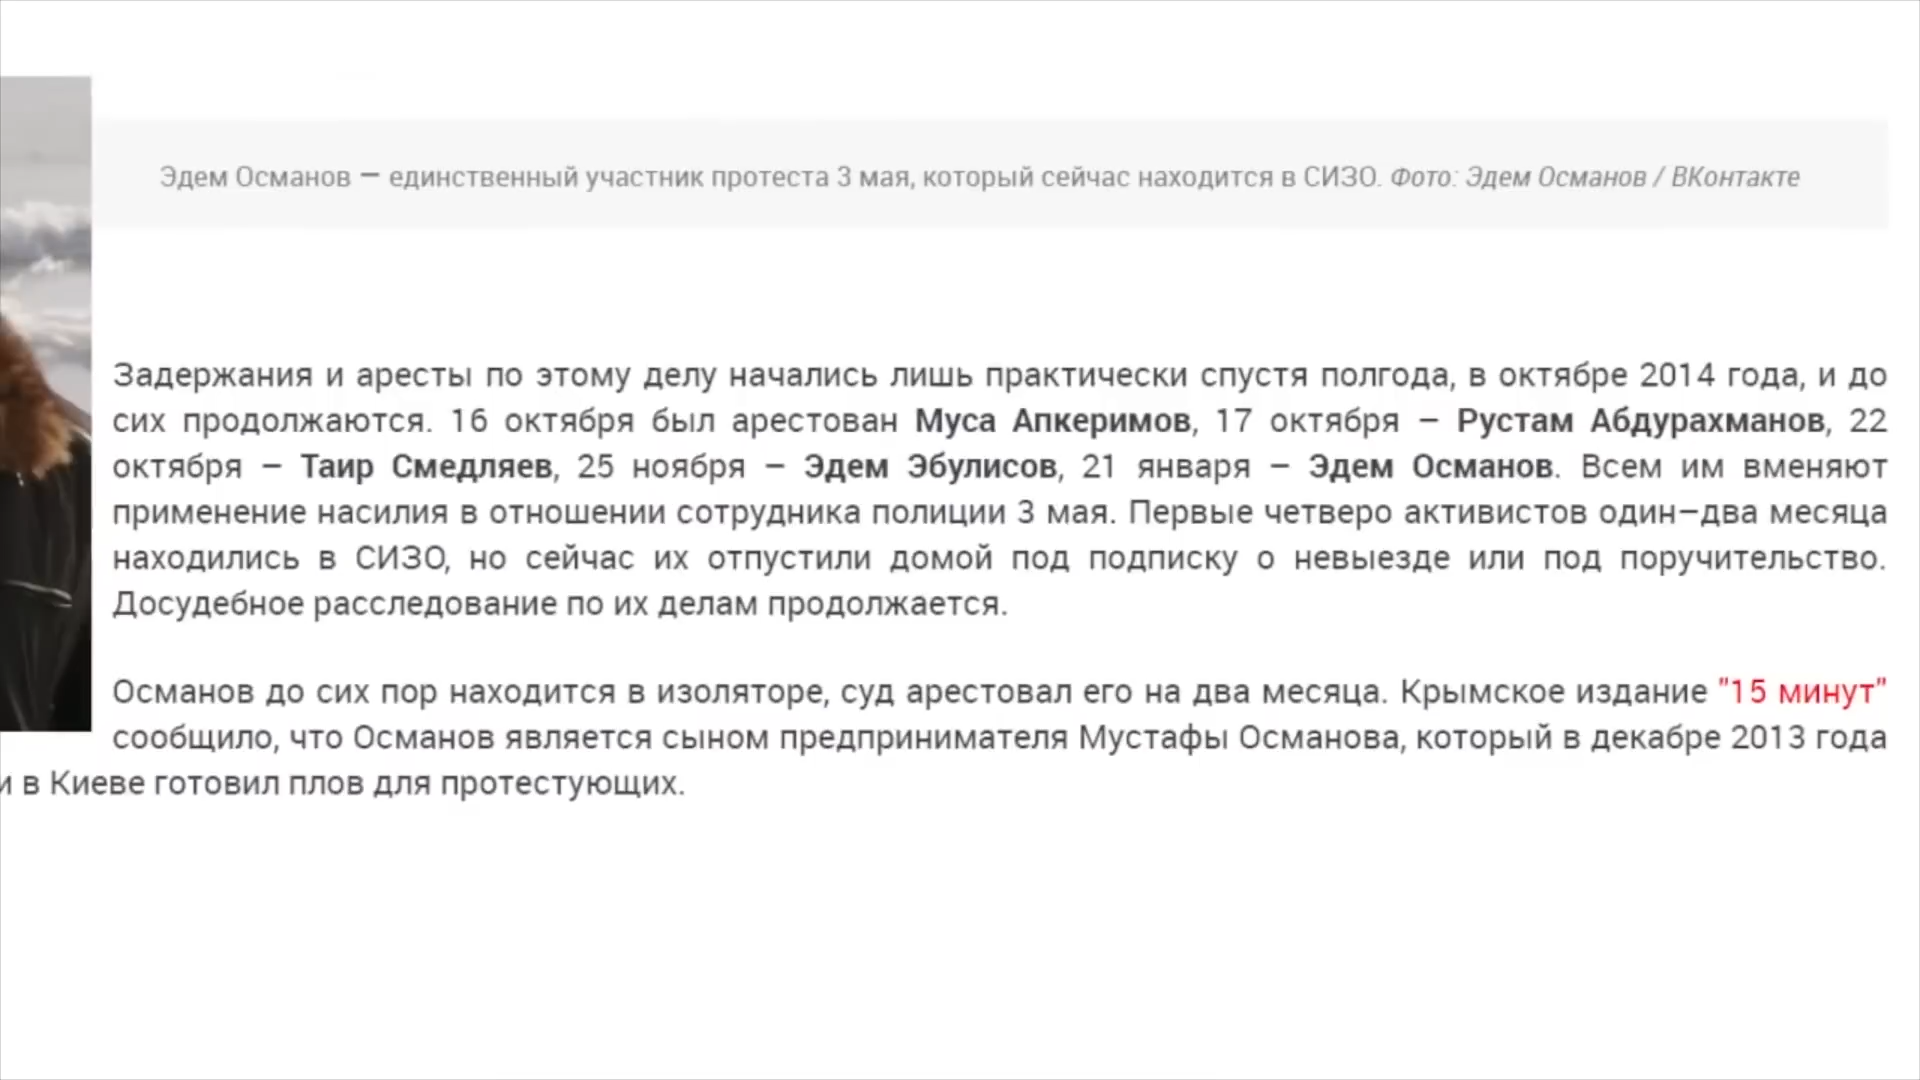 Эдем Османов — единственный участник протеста 3 мая, который сейчас находится в СИЗО. Фото: Эдем Османов / ВКонтакте
Задержания и аресты по этому делу начались лишь практически спустя полгода, в октябре 2014 года, и до
сих продолжаются. 16 октября был арестован Муса Апкеримов, 17 октября – Рустам Абдурахманов, 22
октября – Таир Смедляев, 25 ноября – Эдем Эбулисов, 21 января – Эдем Османов. Всем им вменяют
применение насилия в отношении сотрудника полиции 3 мая. Первые четверо активистов один–два месяца
находились в СИЗО, но сейчас их отпустили домой под подписку о невыезде или под поручительство.
Досудебное расследование по их делам продолжается.
Османов до сих пор находится в изоляторе, суд арестовал его на два месяца. Крымское издание "15 минут"
сообщило, что Османов является сыном предпринимателя Мустафы Османова, который в декабре 2013 года
и в Киеве готовил плов для протестующих.